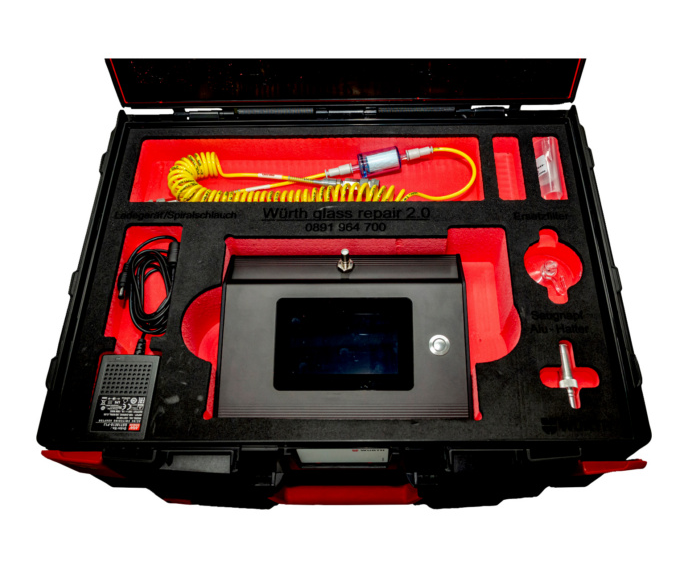 Ladegerät/Spiralschlauch
Würth glass repair 2.0
0891 964 700
Ersatzfilter
Saugnapf
Alu - Halter